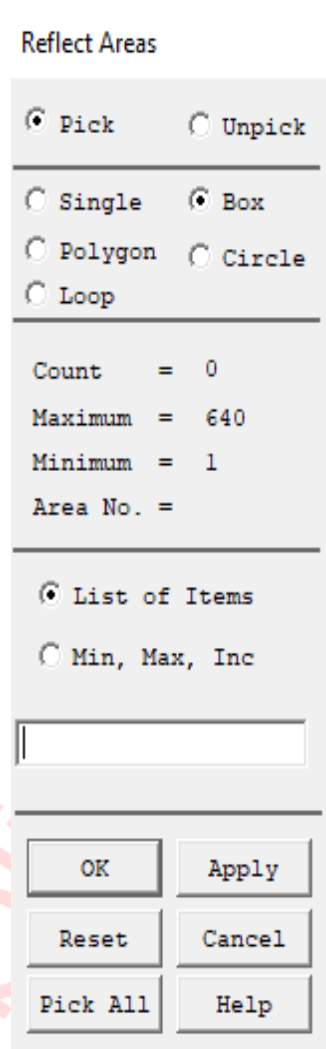 Reflect Areas
Pick Unpick
Single Box
Polygon Circle
Loop
Count = 0
Maximum = 640
Minimum = 1
Area No. =
List of Items
Min, Max, Inc
OK Apply
Reset Cancel
Pick All Help